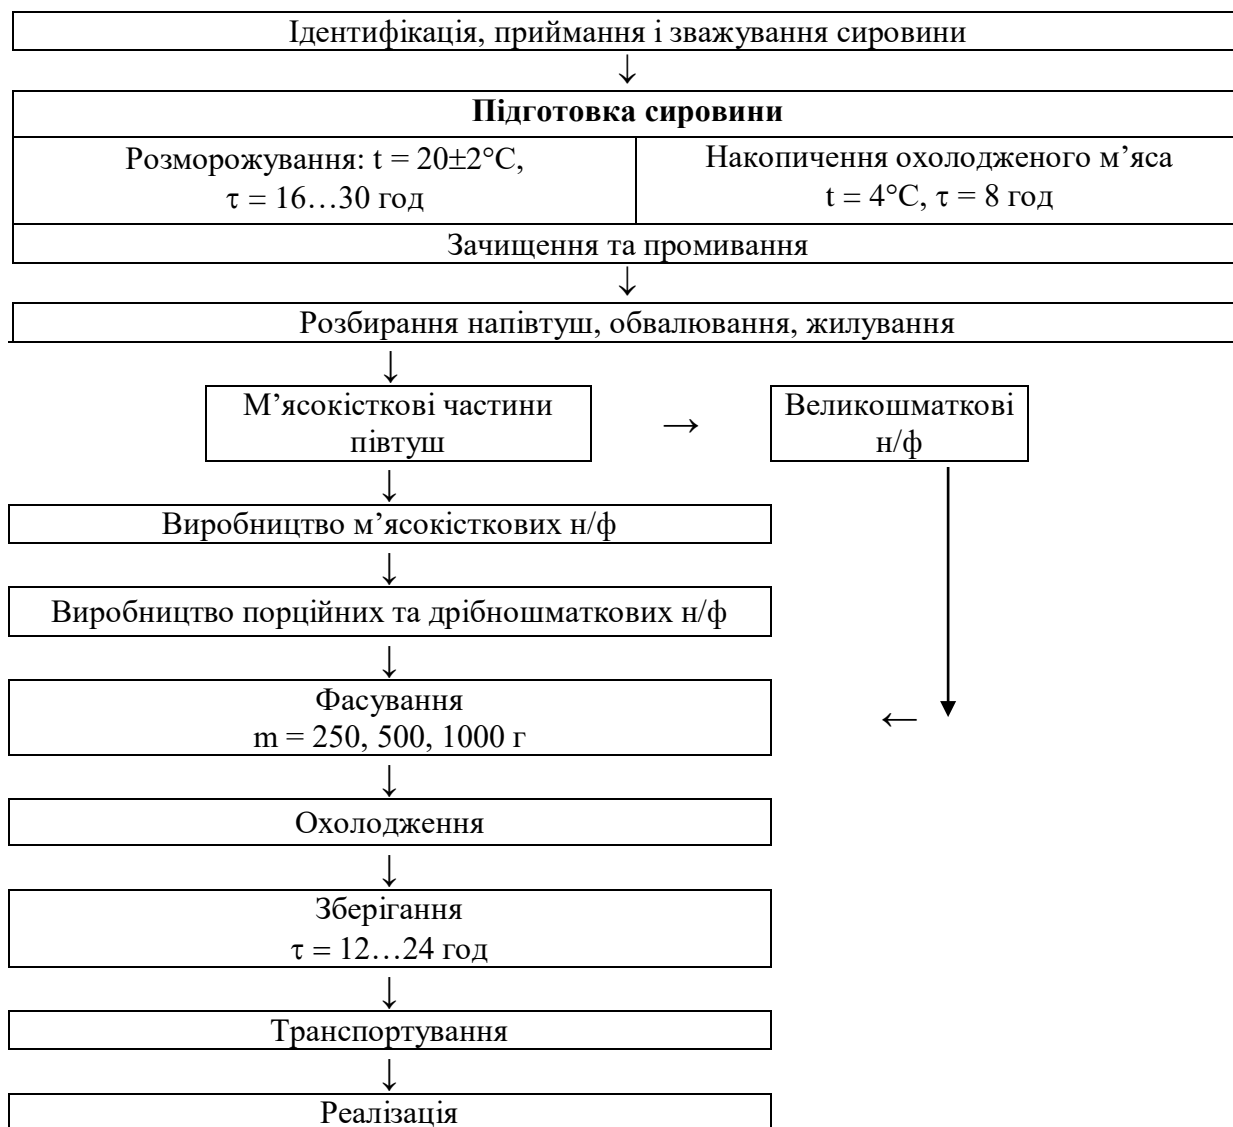 Ідентифікація, приймання і зважування сировини
↓
Підготовка сировини
Розморожування: t = 20±2°С,
τ = 16…30 год
Накопичення охолодженого м’яса
t = 4°С, τ = 8 год
Зачищення та промивання
↓
Розбирання напівтуш, обвалювання, жилування
↓
М’ясокісткові частини
півтуш
→
Великошматкові
н/ф
↓
Виробництво м’ясокісткових н/ф
↓
Виробництво порційних та дрібношматкових н/ф
↓
Фасування
m = 250, 500, 1000 г
←
↓
Охолодження
↓
Зберігання
τ = 12…24 год
↓
Транспортування
↓
Реалізація